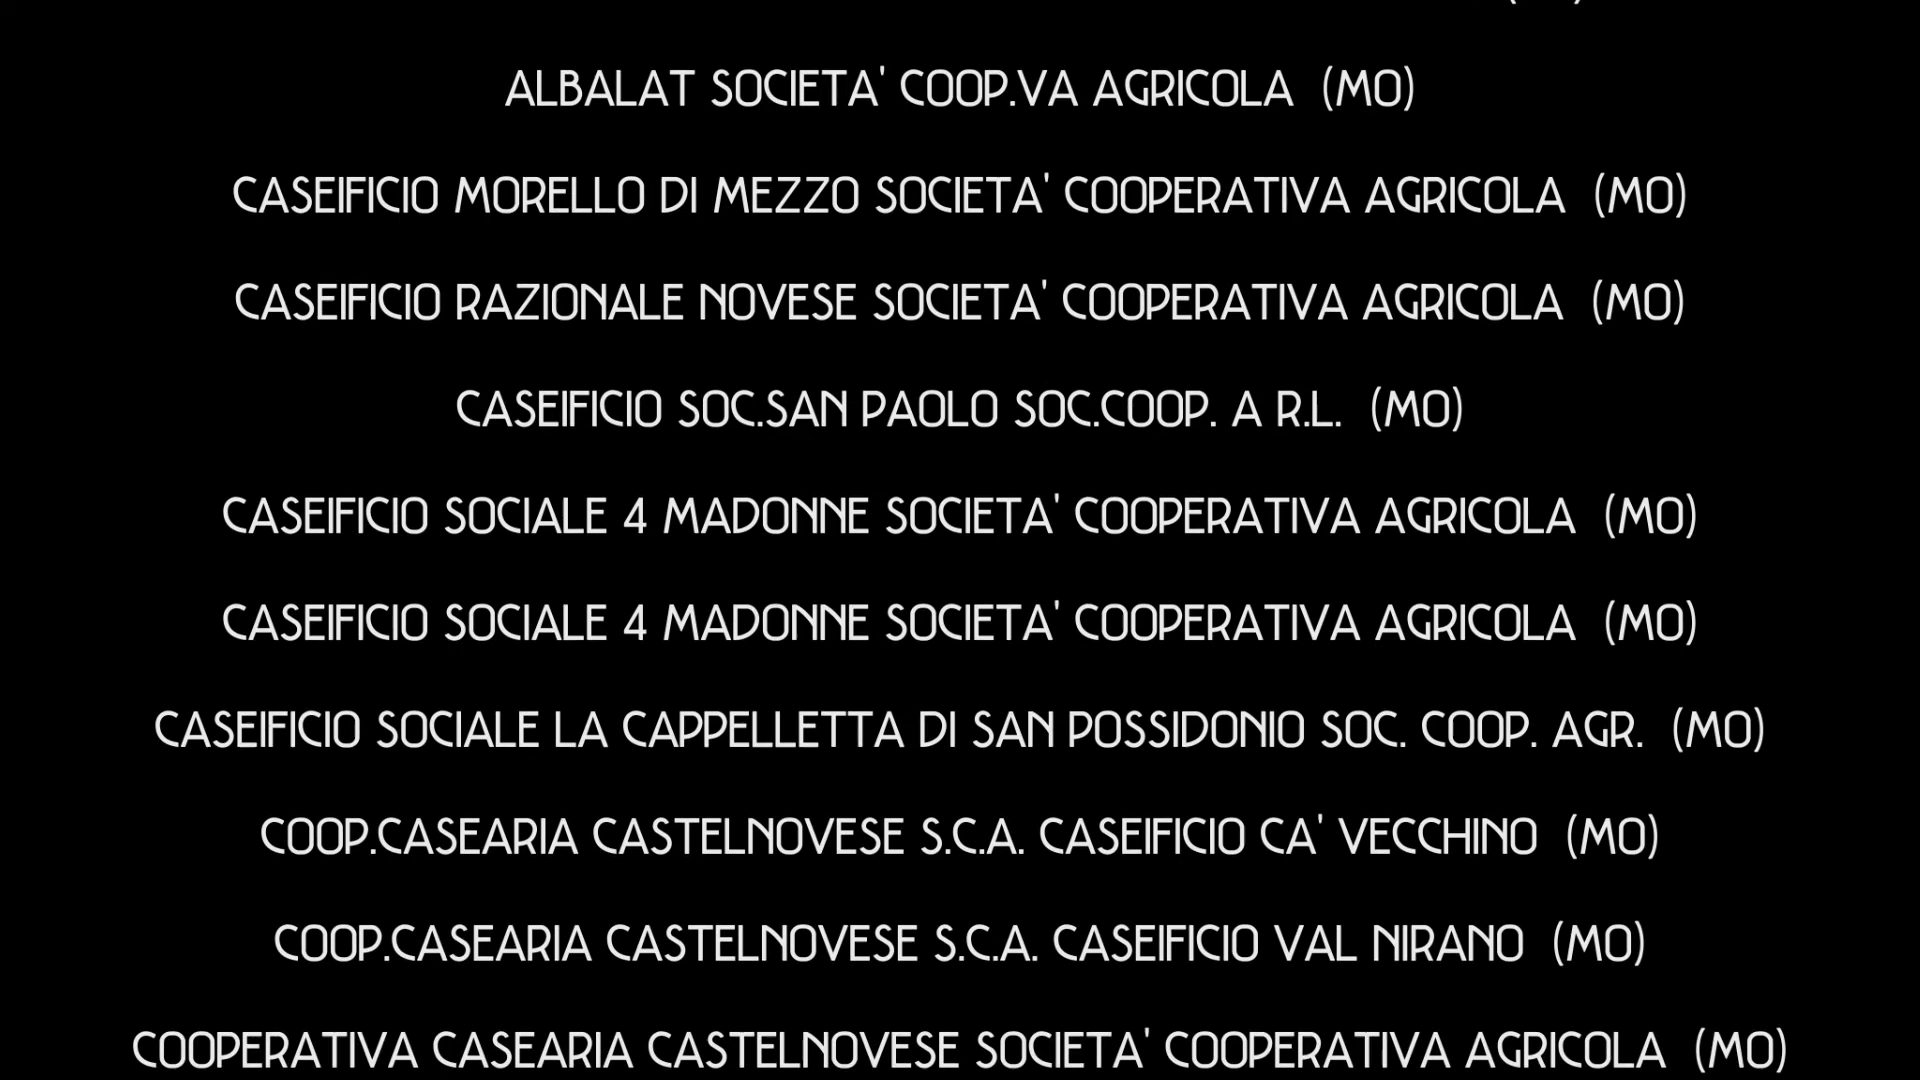 ALBALAT SOCIETA' COOP.VA AGRICOLA (MO)
CASEIFICIO MORELLO DI MEZZO SOCIETA' COOPERATIVA AGRICOLA (MO)
CASEIFICIO RAZIONALE NOVESE SOCIETA' COOPERATIVA AGRICOLA (MO)
CASEIFICIO SOC.SAN PAOLO SOC.COOP. A R.L. (MO)
CASEIFICIO SOCIALE 4 MADONNE SOCIETA' COOPERATIVA AGRICOLA (MO)
CASEIFICIO SOCIALE 4 MADONNE SOCIETA' COOPERATIVA AGRICOLA (MO)
CASEIFICIO SOCIALE LA CAPPELLETTA DI SAN POSSIDONIO SOC. COOP. AGR. (MO)
COOP.CASEARIA CASTELNOVESE S.C.A. CASEIFICIO CA' VECCHINO (MO)
COOP.CASEARIA CASTELNOVESE S.C.A. CASEIFICIO VAL NIRANO (MO)
COOPERATIVA CASEARIA CASTELNOVESE SOCIETA' COOPERATIVA AGRICOLA (MO)